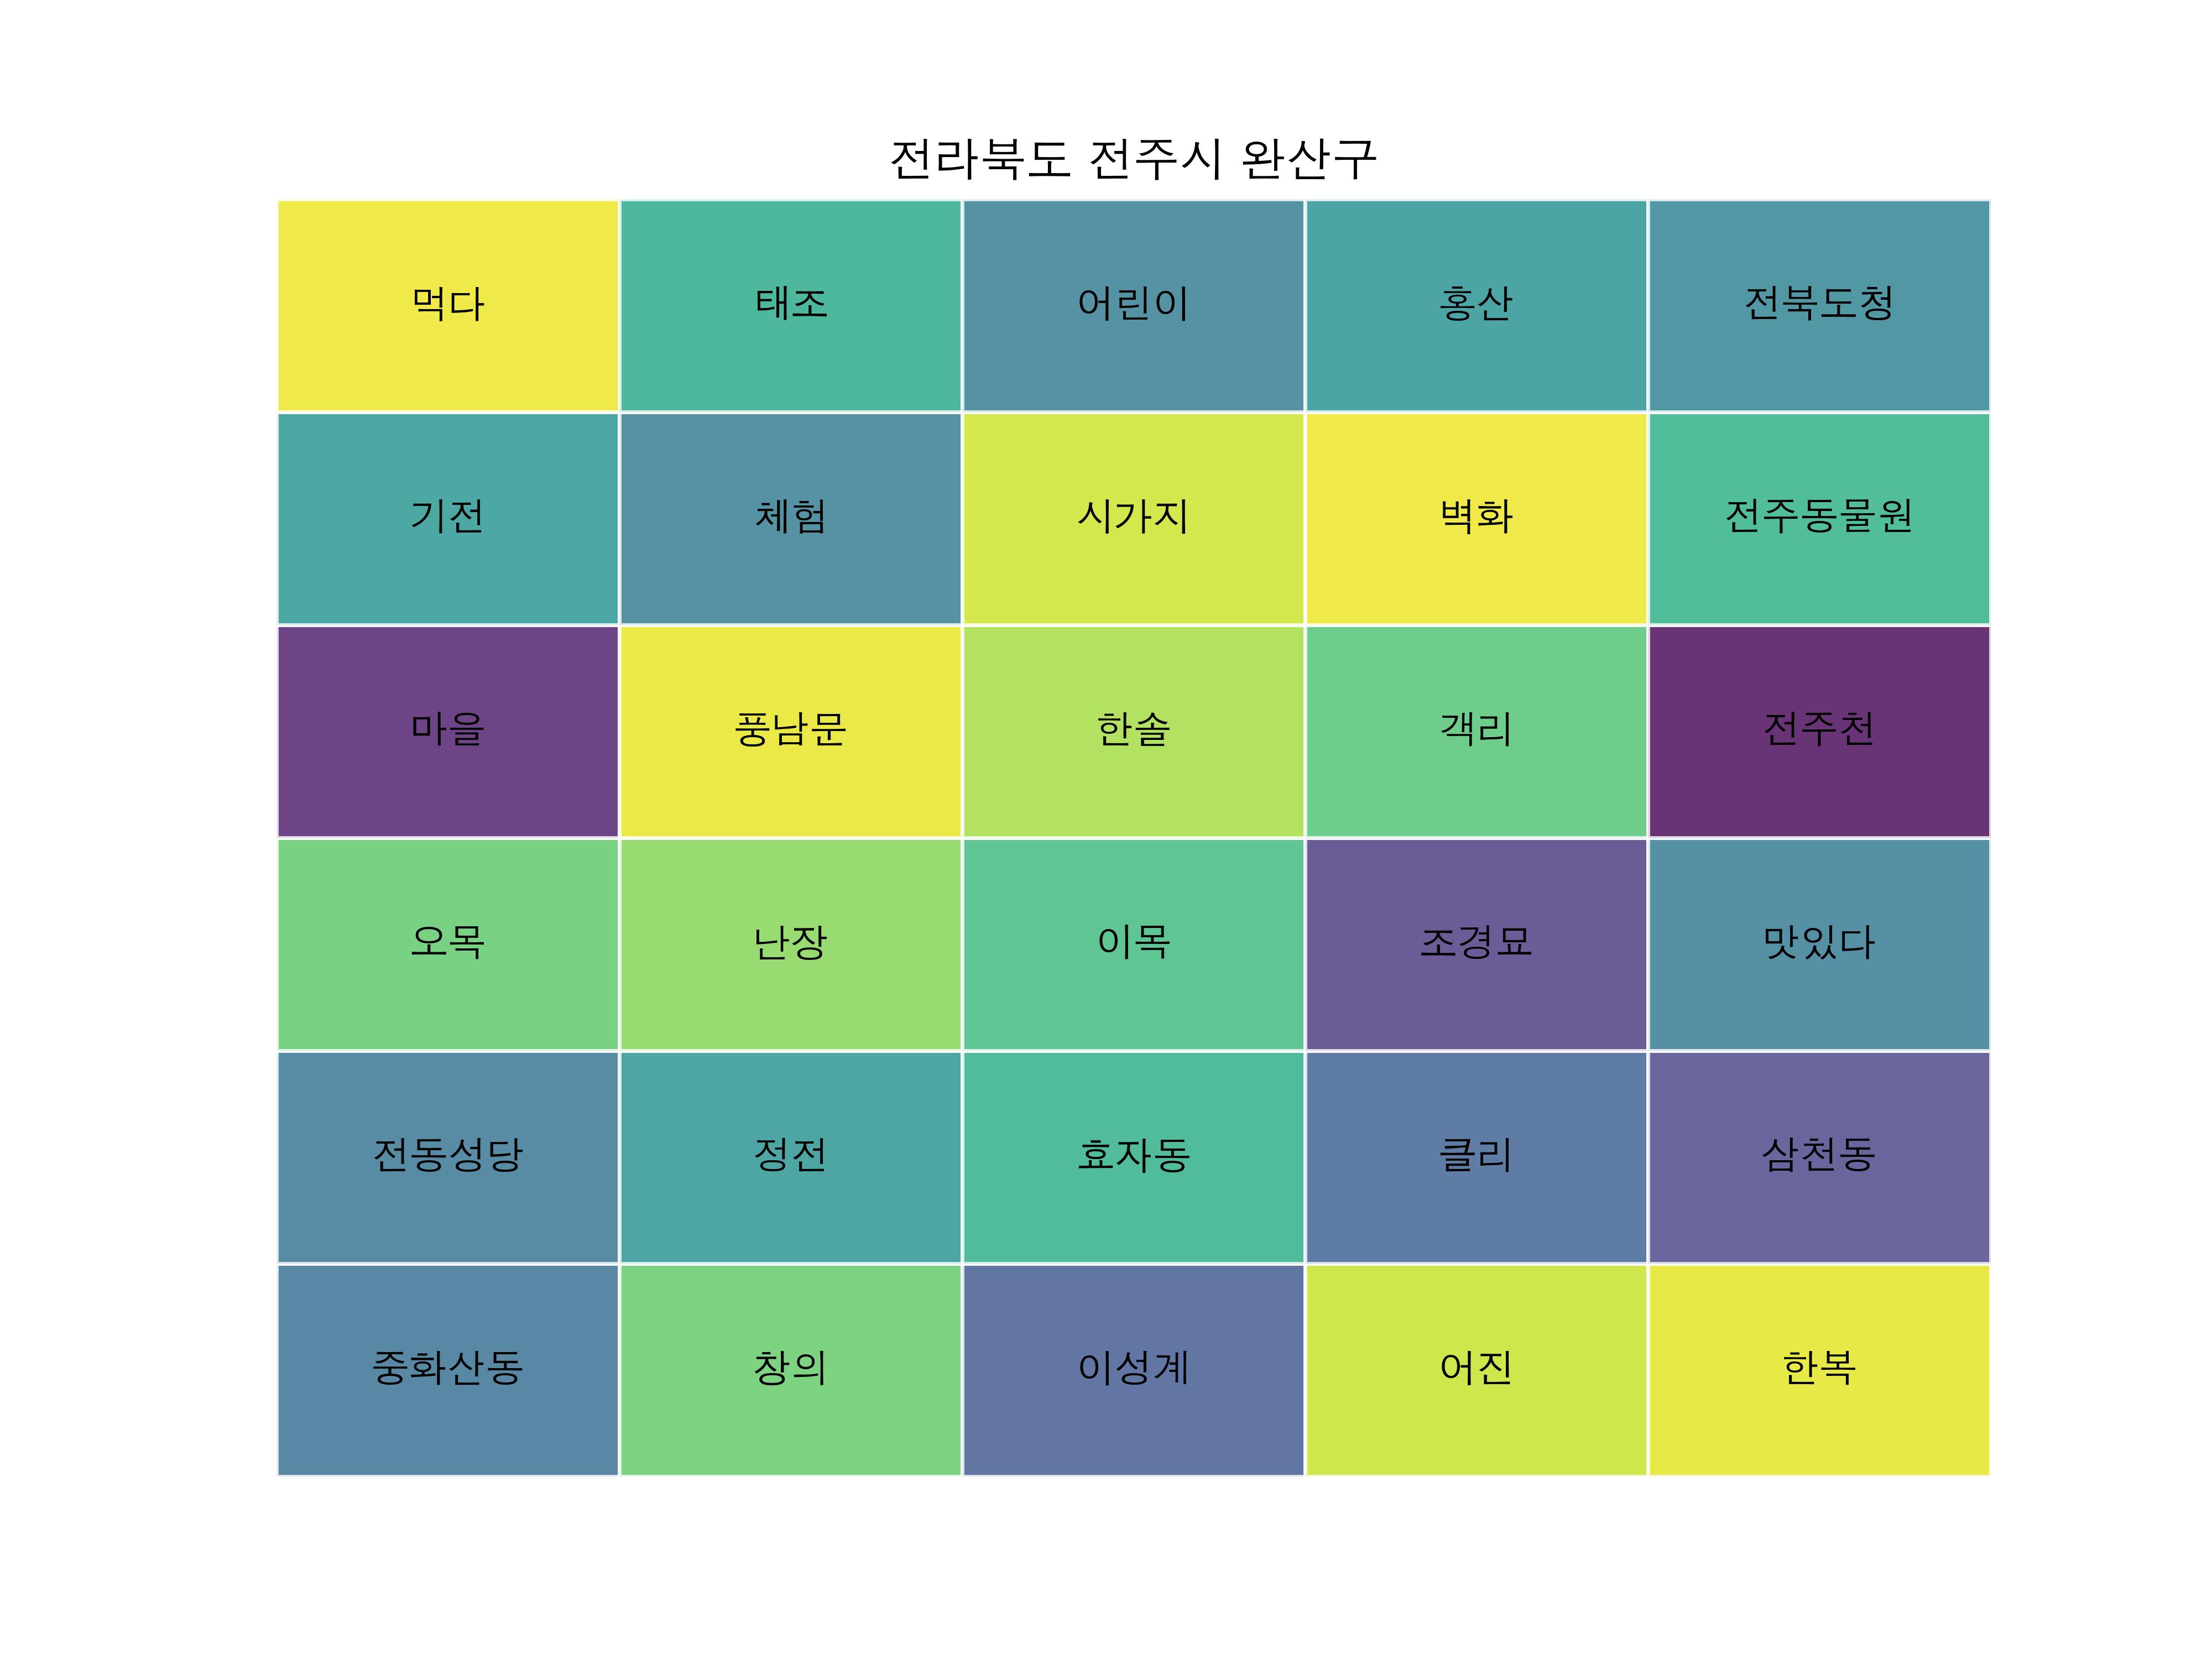 전라북도 전주시 완산구
먹다 태조 어린이 홍산 전북도청
기전 체험 시가지 벽화 전주동물원
마을 풍남문 한솔 객리 전주천
오목 난장 이목 조경묘 맛있다
전동성당 정전 효자동 콜리 삼천동
중화산동 창의 이성계 어진 한복